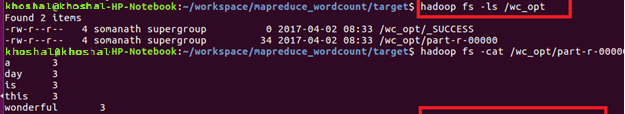 khoshal@khoshal-HP-Notebook:~/workspace/mapreduce_wordcount/target$ hadoop fs -ls /wc_opt
Found 2 items
-rw-r--r-- 4 somanath supergroup 0 2017-04-02 08:33 /wc_opt/_SUCCESS
-rw-r--r-- 4 somanath supergroup 34 2017-04-02 08:33 /wc_opt/part-r-00000
khoshal@khoshal-HP-Notebook:~/workspace/mapreduce_wordcount/target$ hadoop fs -cat /wc_opt/part-r-0000
a 3
day 3
is 3
this 3
wonderful 3